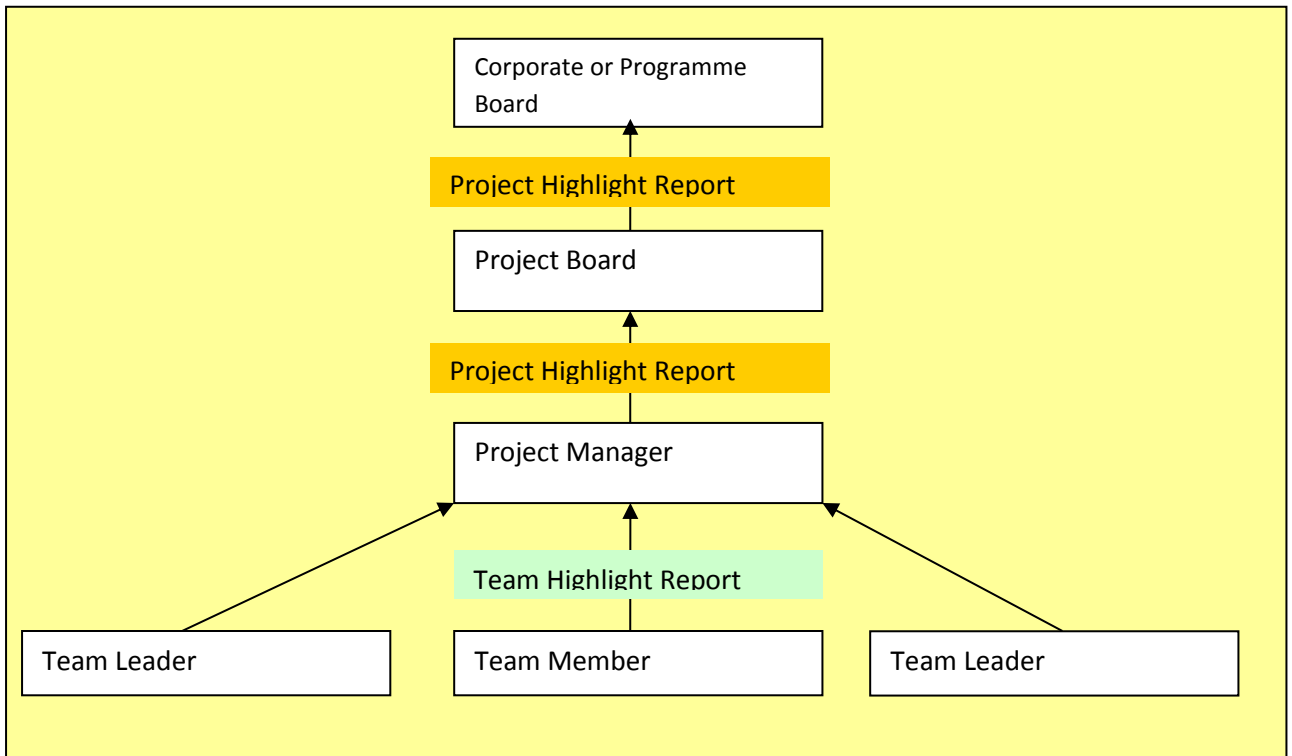 Corporate or Programme
Board
Project Highlight Report
Project Board
Project Highlight Report
Project Manager
Team Highlight Report
Team Leader
Team Member
Team Leader